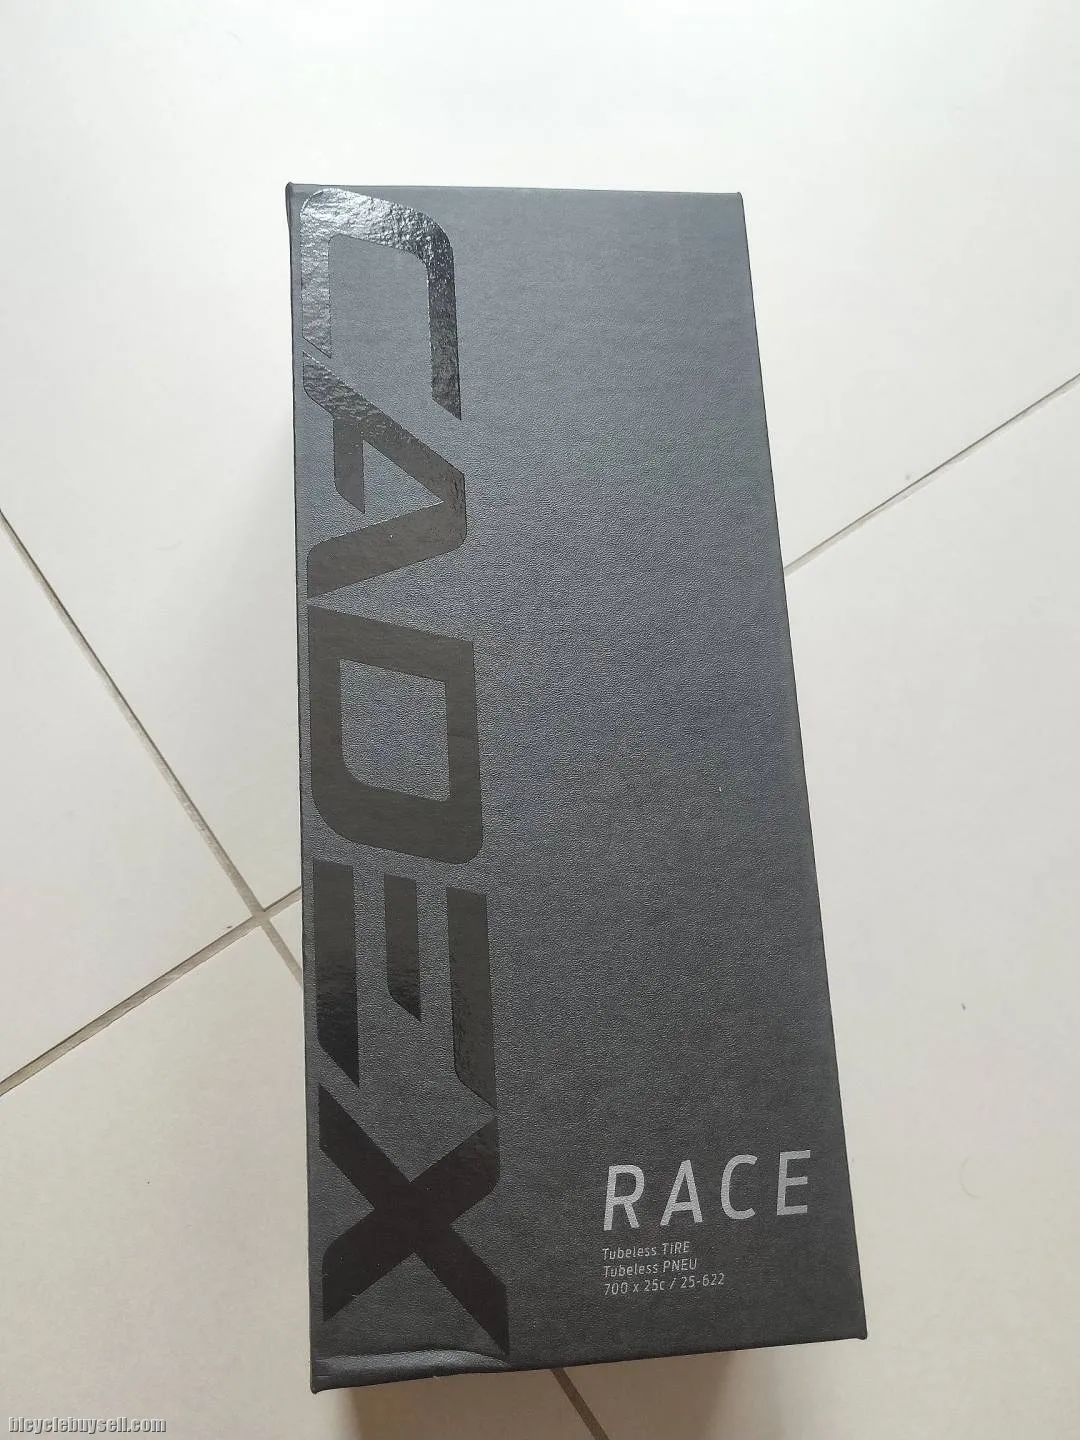 CADEX
RACE
Tubeless TiRE
Tubeless PNEU
700 x 25c / 25-622
bicyclebuysell.com